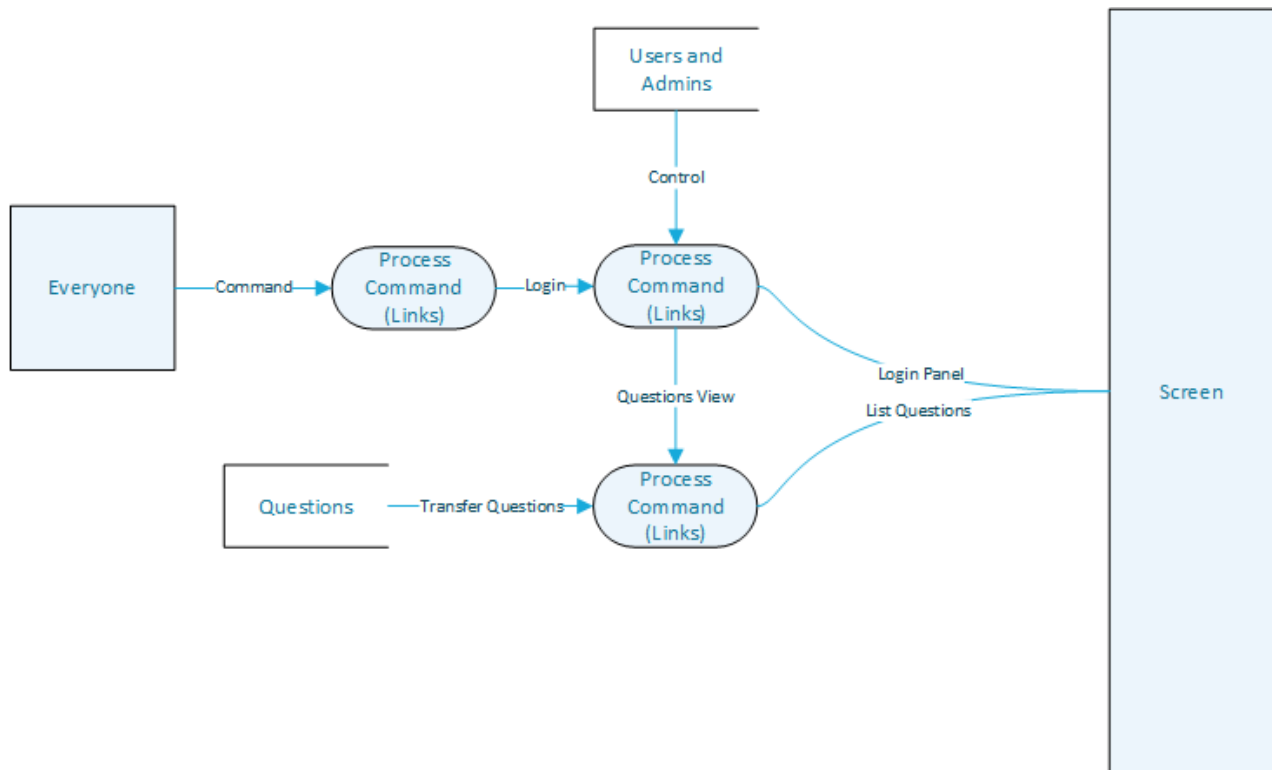 Users and
Admins
Control
Everyone
Command
Process
Command
(Links)
Login
Process
Command
(Links)
Login Panel
Questions View
List Questions
Screen
Questions
Transfer Questions
Process
Command
(Links)